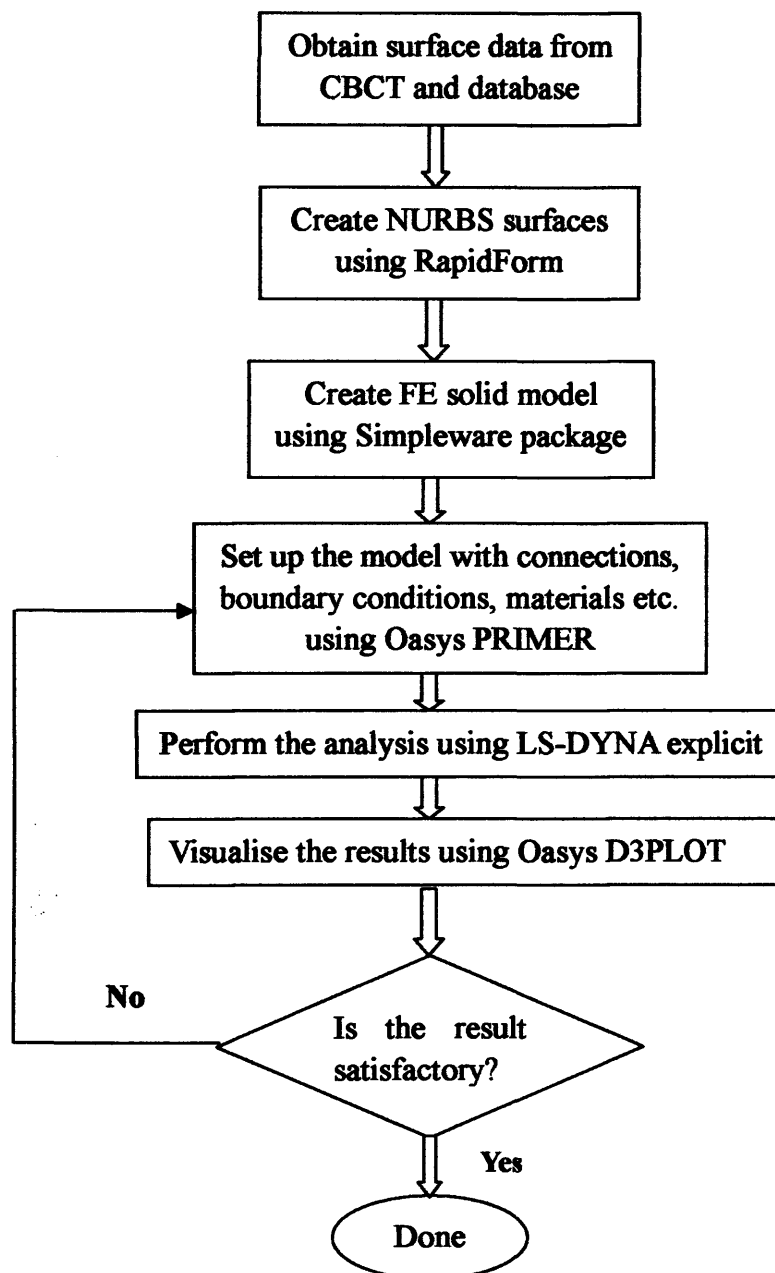 Obtain surface data from
CBCT and database
Create NURBS surfaces
using RapidForm
Create FE solid model
using Simpleware package
Set up the model with connections,
boundary conditions, materials etc.
using Oasys PRIMER
Perform the analysis using LS-DYNA explicit
Visualise the results using Oasys D3PLOT
No
Is the result
satisfactory?
Yes
Done